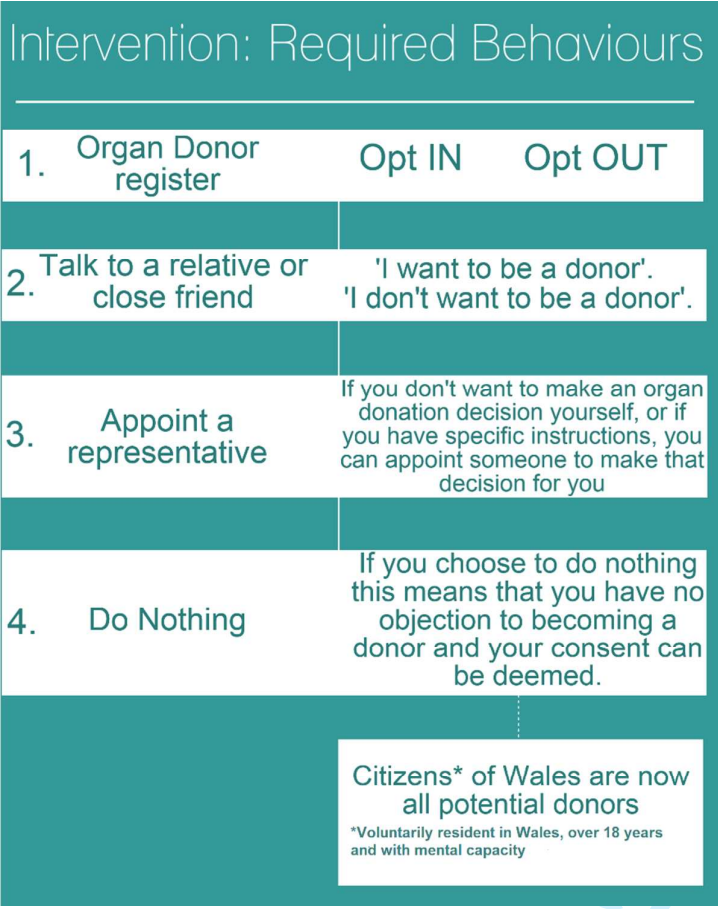 Intervention: Required Behaviours
1. Organ Donor register
Opt IN Opt OUT
2. Talk to a relative or close friend
'I want to be a donor'.
'I don't want to be a donor'.
3. Appoint a representative
If you don't want to make an organ
donation decision yourself, or if
you have specific instructions, you
can appoint someone to make that
decision for you
4. Do Nothing
If you choose to do nothing
this means that you have no
objection to becoming a
donor and your consent can
be deemed.
Citizens* of Wales are now
all potential donors
*Voluntarily resident in Wales, over 18 years
and with mental capacity